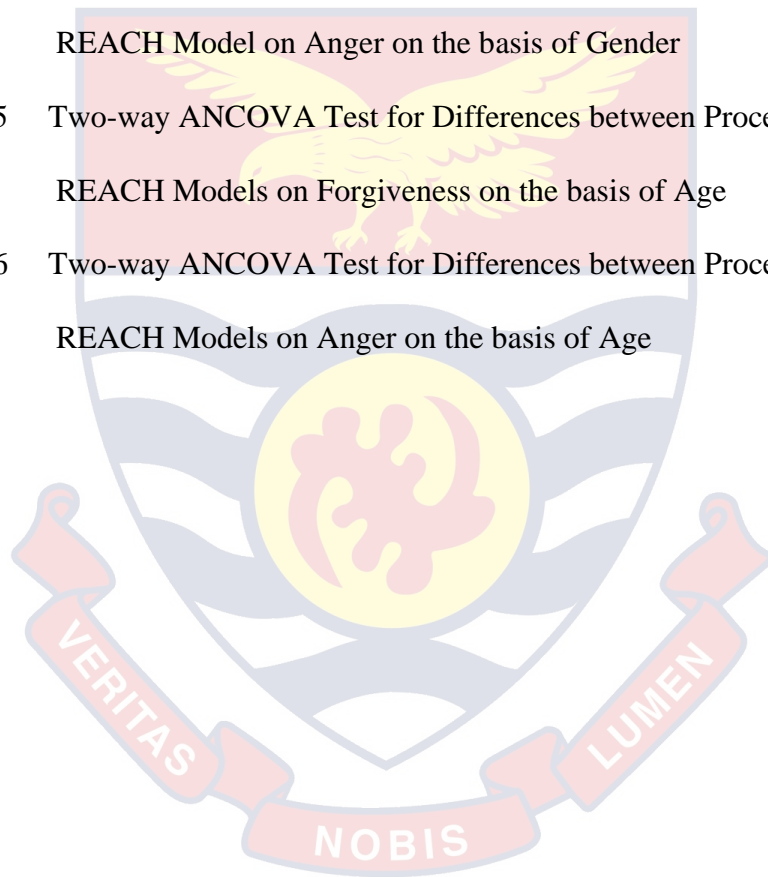 REACH Model on Anger on the basis of Gender
5 Two-way ANCOVA Test for Differences between
REACH Models on Forgiveness on the basis of Age
6 Two-way ANCOVA Test for Differences between
REACH Models on Anger on the basis of Age
VERITAS
NOBIS
LUMEN